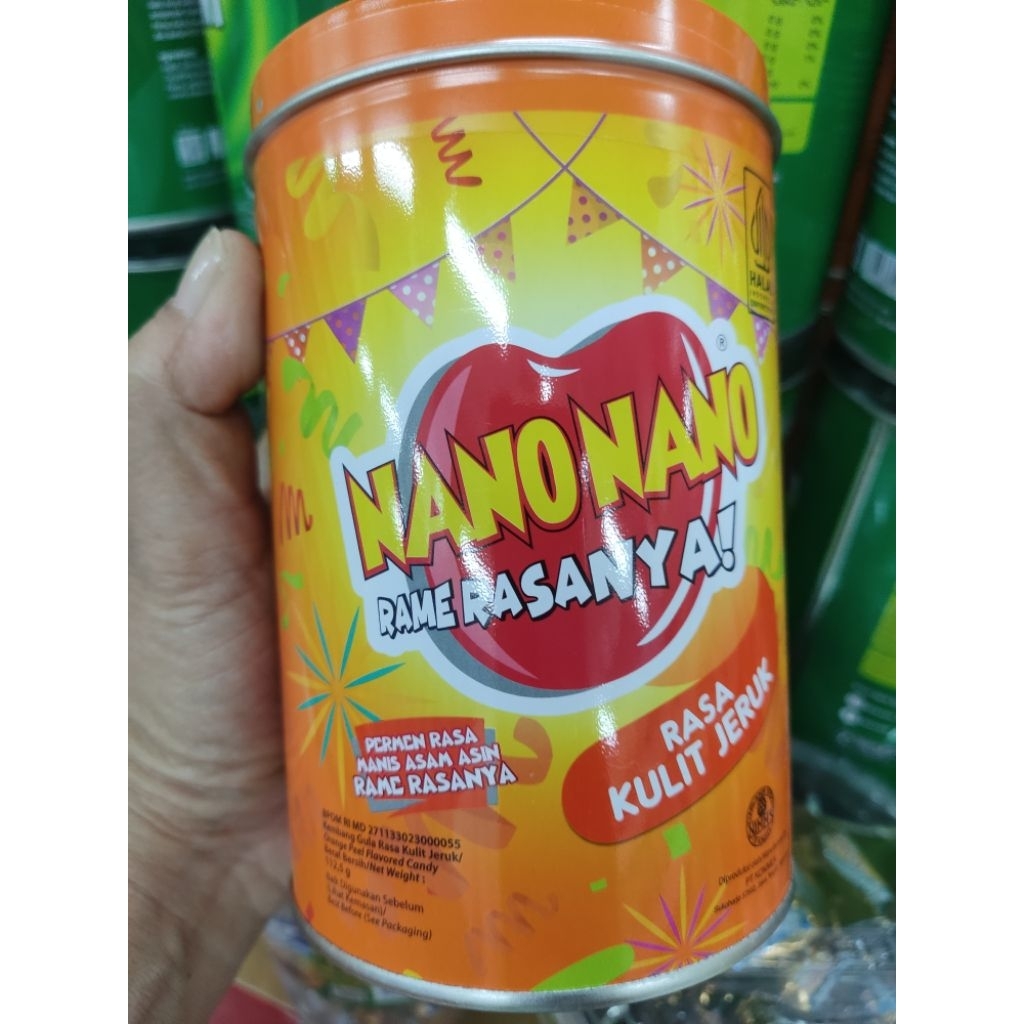 HALAL
NANO NANO
®
RAME RASANYA!
RASA
KULIT JERUK
PERMEN RASA
MANIS ASAM ASIN
RAME RASANYA
BPOM RI MD 271133023000055
Kembang Gula Rasa Kulit Jeruk/
Orange Peel Flavored Candy
Berat Bersih/Net Weight :
112,5 g
Baik Digunakan Sebelum
(Lihat Kemasan)/
Best Before (See Packaging)
Diproduksi oleh